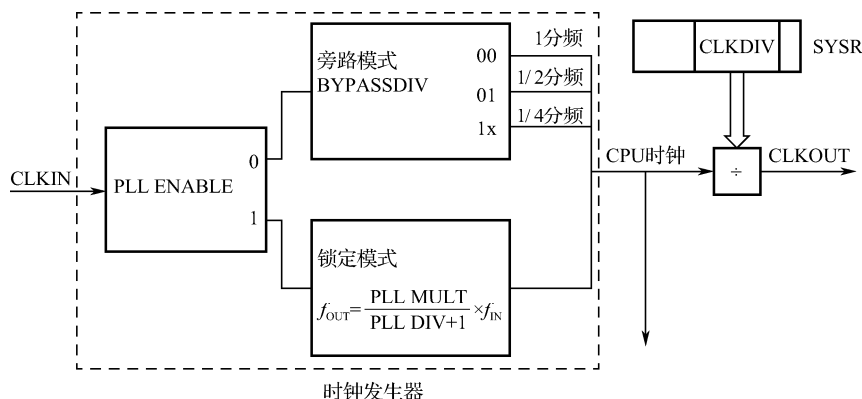 CLKIN
PLL ENABLE
0
1
旁路模式
BYPASSDIV
00
01
1x
1分频
1/2分频
1/4分频
锁定模式
fOUT=PLL MULT/PLL DIV+1×fIN
CPU时钟
CLKDIV
SYSR
÷
CLKOUT
时钟发生器